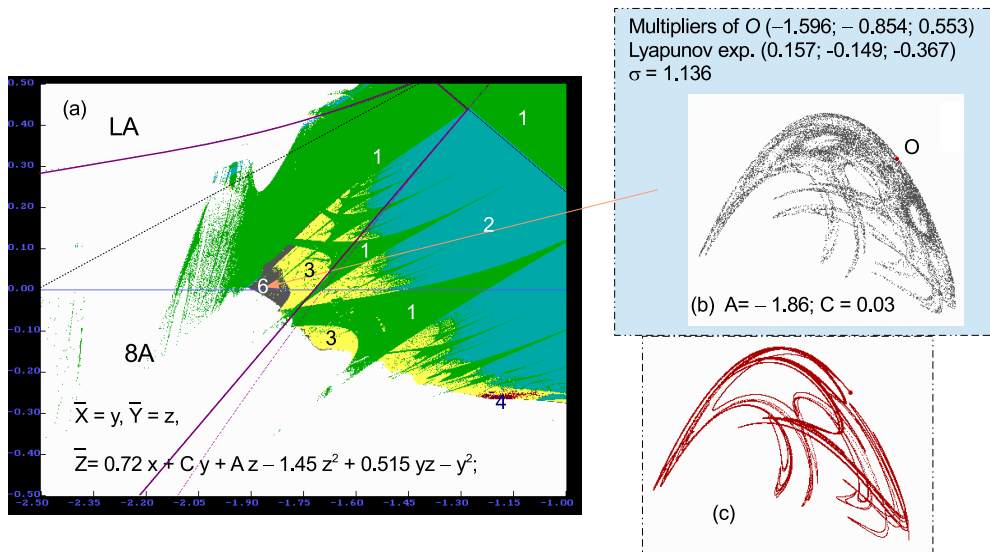 (a)
LA
8A
1
1
1
1
2
3
3
4
6
0.50
0.40
0.30
0.20
0.10
0.00
-0.10
-0.20
-0.30
-0.40
-0.50
-2.50 -2.35 -2.20 -2.05 -1.90 -1.75 -1.60 -1.45 -1.30 -1.15 -1.00
X̅ = y, Y̅ = z,
Z̅= 0.72 x + C y + A z – 1.45 z² + 0.515 yz – y²;
Multipliers of O (–1.596; – 0.854; 0.553)
Lyapunov exp. (0.157; -0.149; -0.367)
σ = 1.136
O
(b) A= – 1.86; C = 0.03
(c)